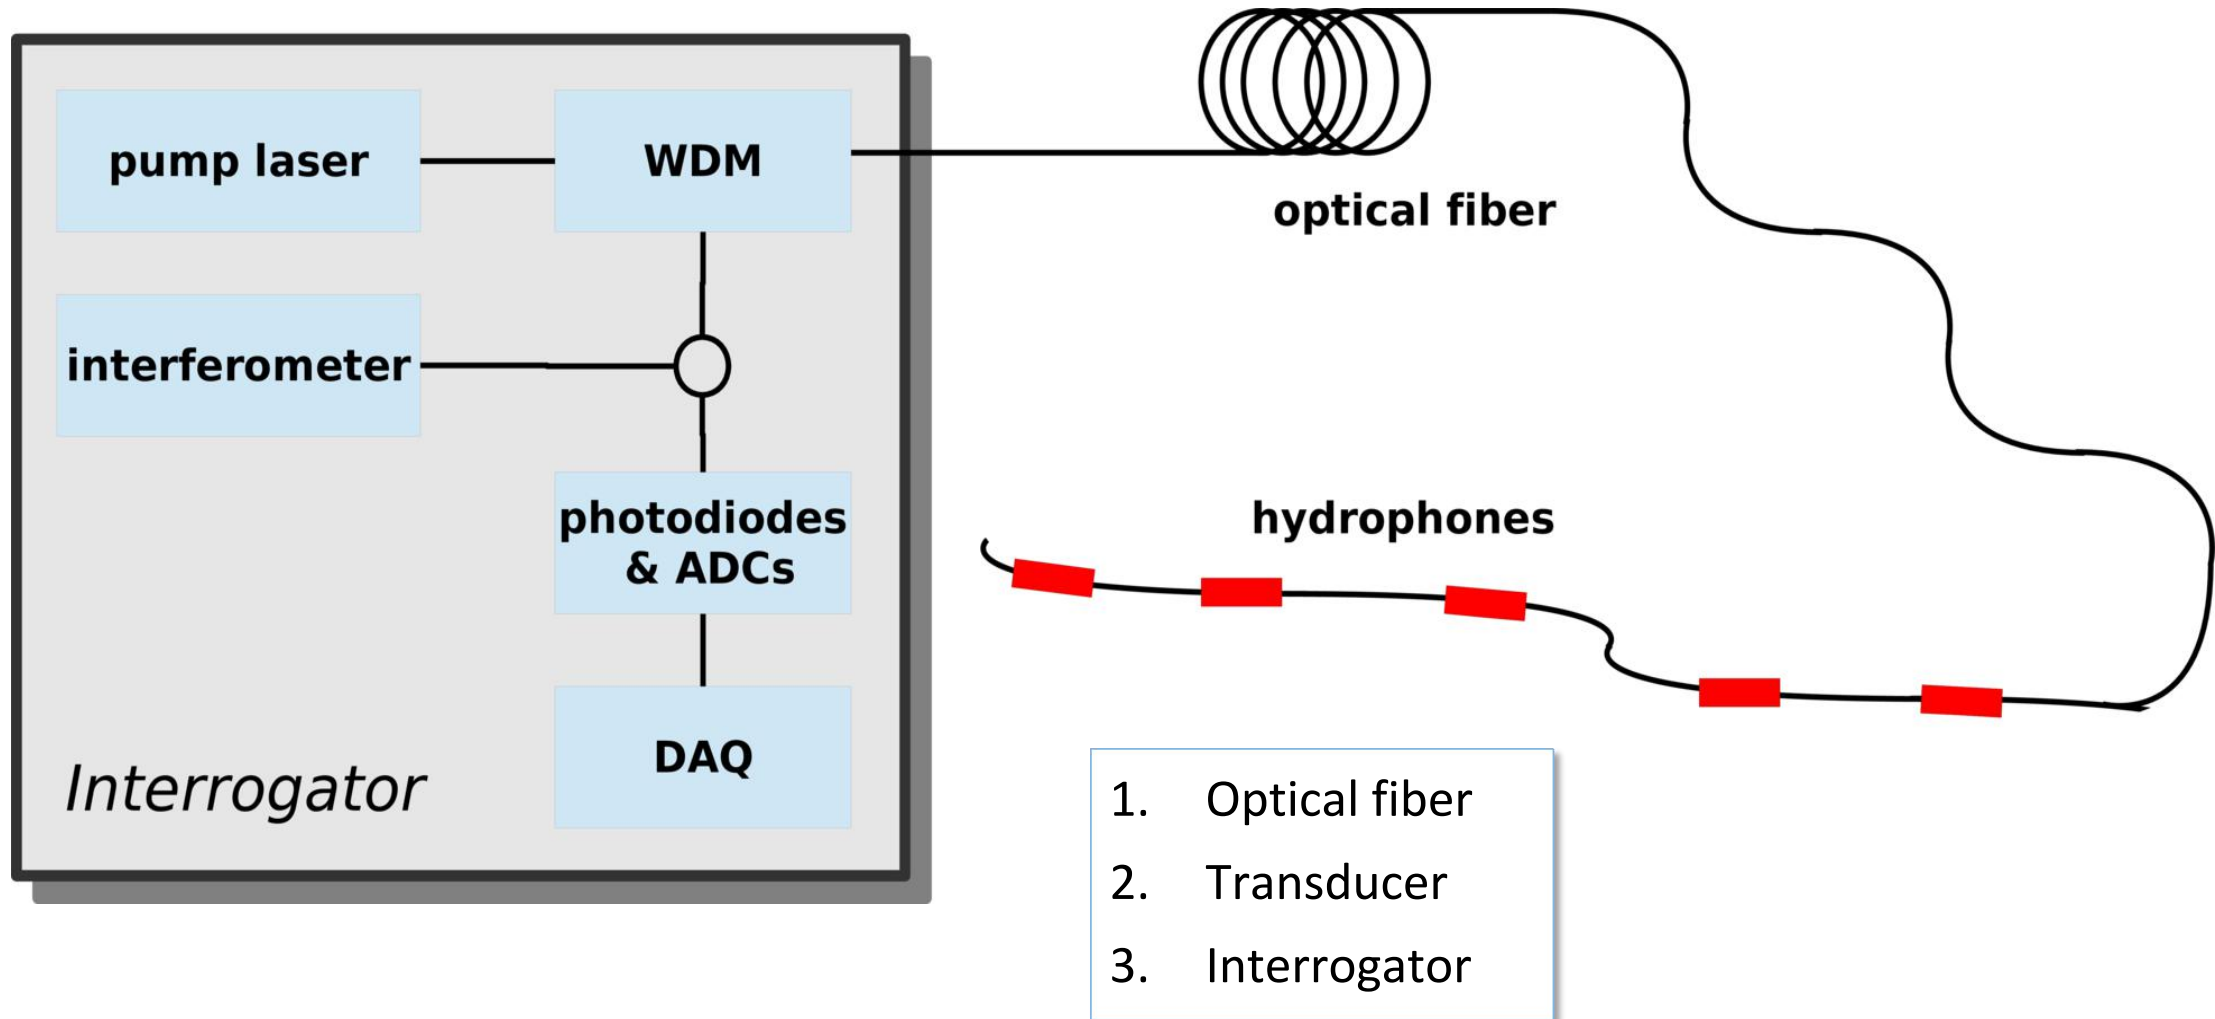 pump laser
WDM
optical fiber
interferometer
photodiodes
& ADCs
hydrophones
DAQ
Interrogator
1. Optical fiber
2. Transducer
3. Interrogator